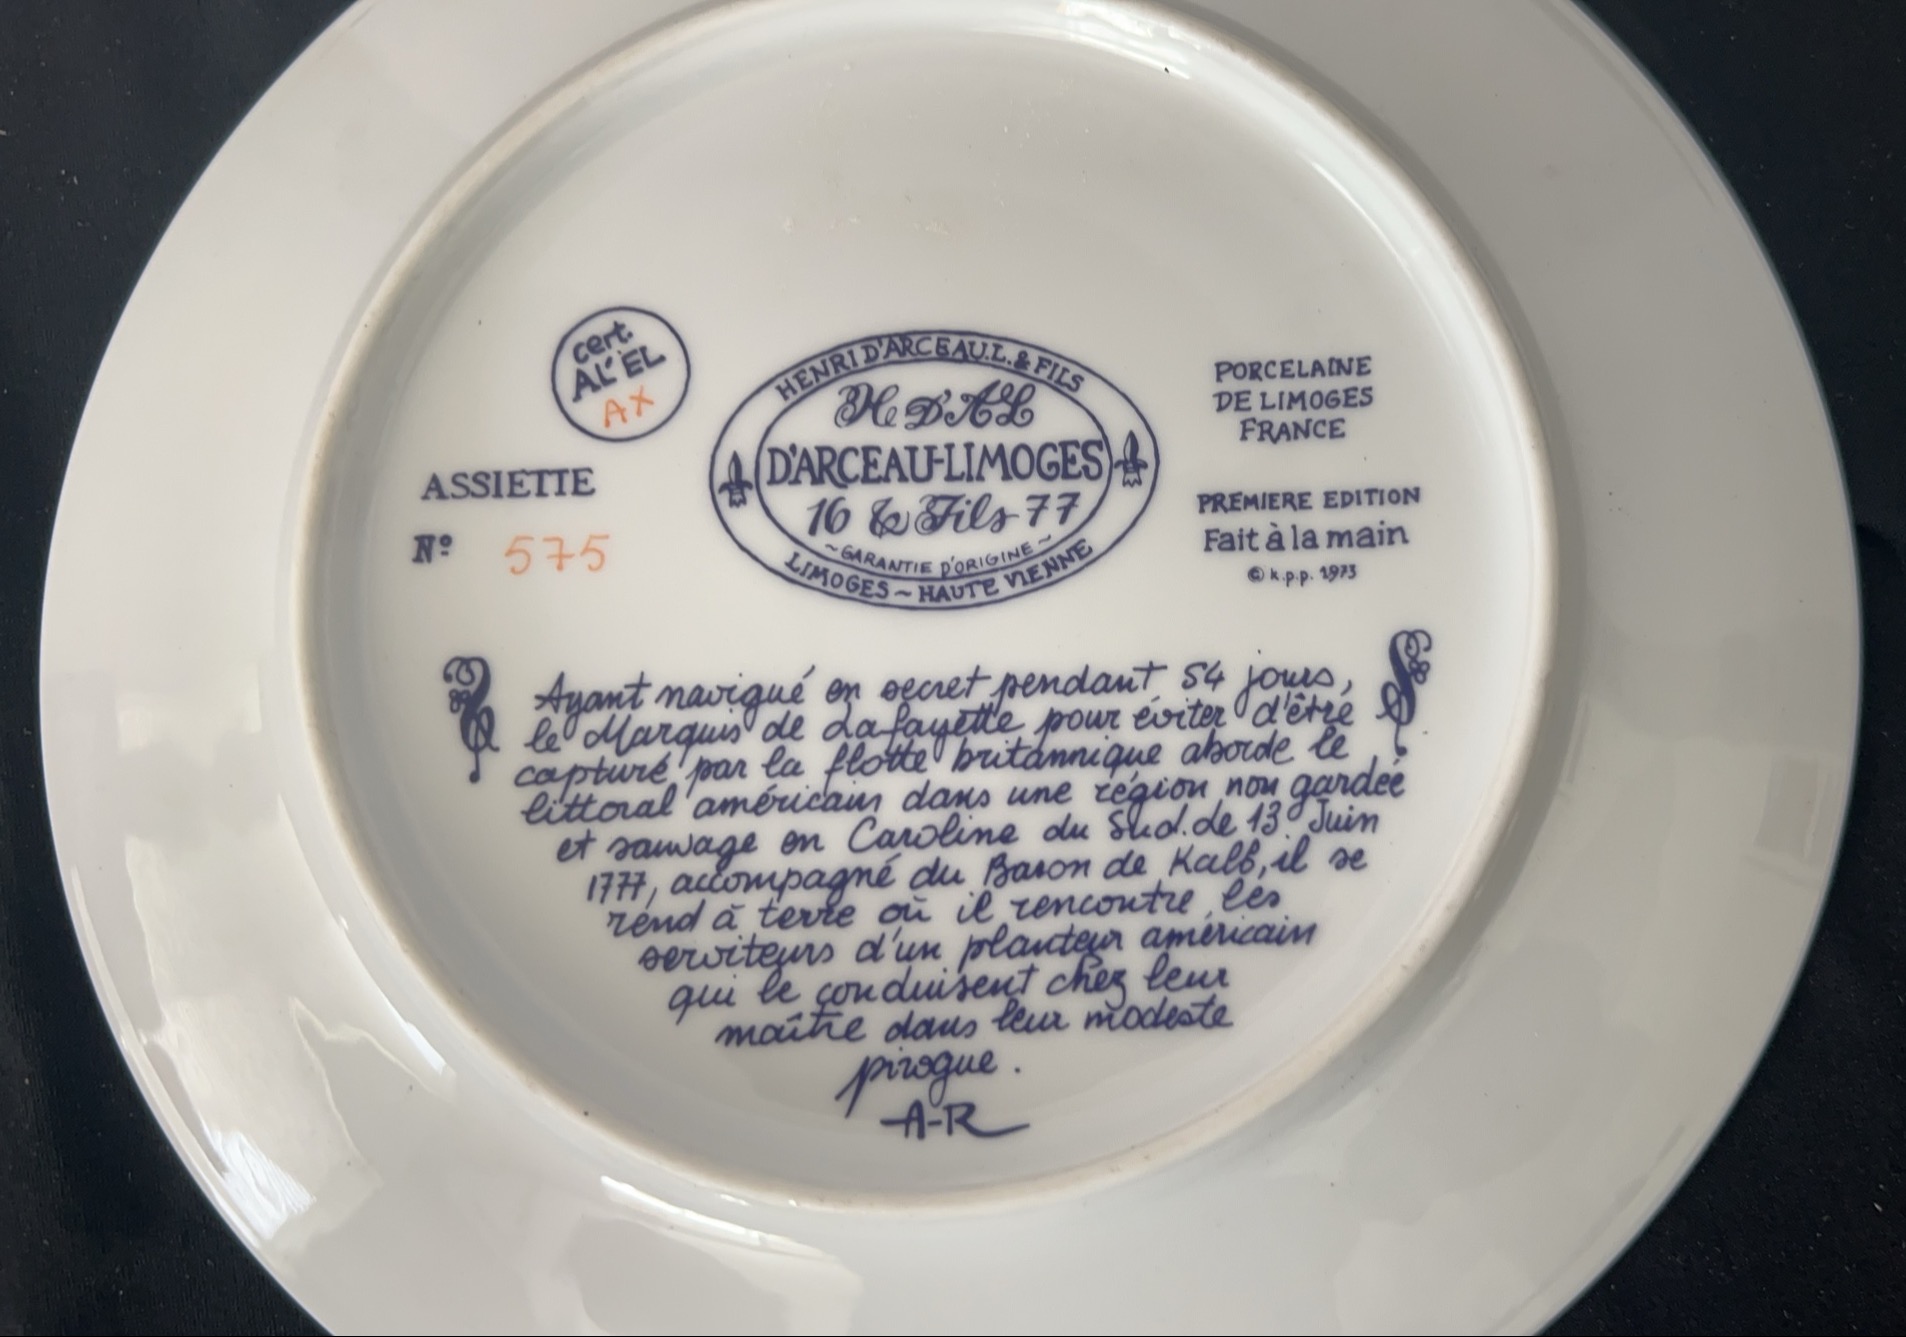 cert.
AL'EL
AX
ASSIETTE
Nº 575
HENRI D'ARCEAU.L. & FILS
H D'AL
D'ARCEAU-LIMOGES
16 & Fils 77
~GARANTIE D'ORIGINE~
LIMOGES ~ HAUTE VIENNE
PORCELAINE
DE LIMOGES
FRANCE
PREMIERE EDITION
Fait à la main
© k.p.p. 1973
Ayant navigué en secret pendant 54 jours,
le Marquis de Lafayette pour éviter d'être
capturé par la flotte britannique aborde le
littoral américain dans une région non gardée
et sauvage en Caroline du Sud. de 13 Juin
1777, accompagné du Baron de Kalb, il se
rend à terre où il rencontre les
serviteurs d'un planteur américain
qui le conduisent chez leur
maître dans leur modeste
pirogue.
A-R